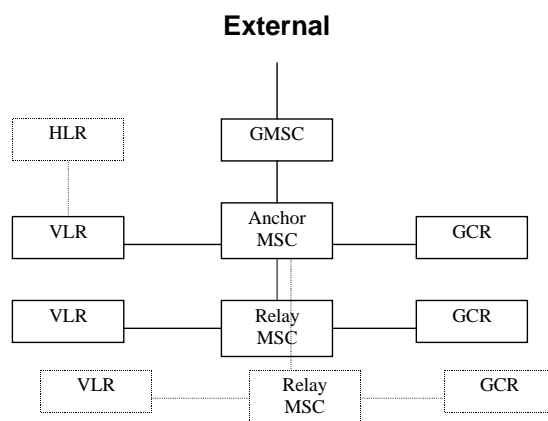 External
HLR
GMSC
VLR
Anchor
MSC
GCR
VLR
Relay
MSC
GCR
VLR
Relay
MSC
GCR